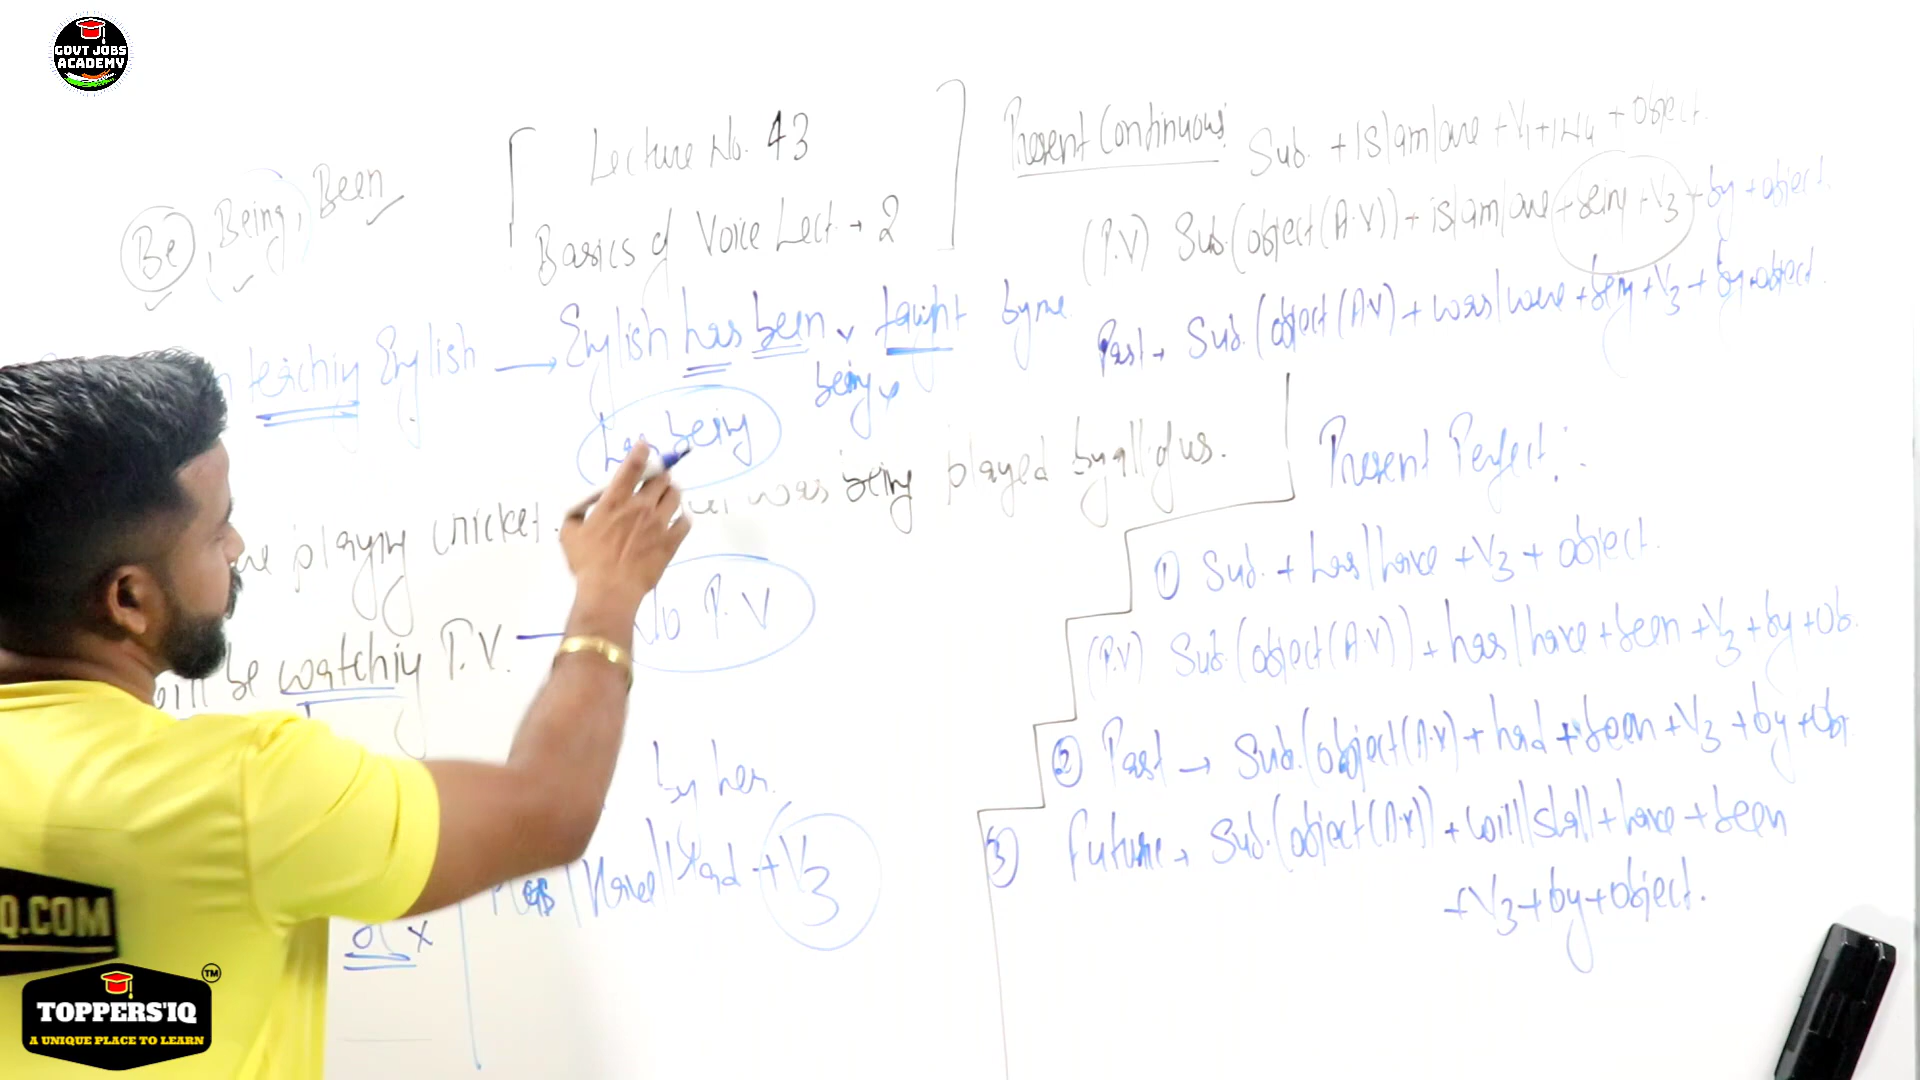 GOVT JOBS
ACADEMY
Be, Being, Been
Lecture No. 43
Basics of Voice Lect → 2
Present Continuous: Sub. + is|am|are + V1 + ing + object.
(P.V) Sub.(object(A.V)) + is|am|are + being + V3 + by + object.
Past → Sub.(object(A.V) + was/were + being + V3 + by + object.
teaching English → English has been taught by me
being x
has being
playing cricket. was being played by all of us.
be watching T.V. No P.V
by her.
Has | Have | Had + V3
Present Perfect:
① Sub. + has/have + V3 + object.
(P.V) Sub.(object(A.V)) + has/have + been + V3 + by + Ob.
② Past → Sub.(object(A.V) + had + been + V3 + by + Obj
③ Future → Sub.(object(A.V)) + will|shall + have + been
+ V3 + by + object.
Q.COM
TOPPERS'IQ
TM
A UNIQUE PLACE TO LEARN